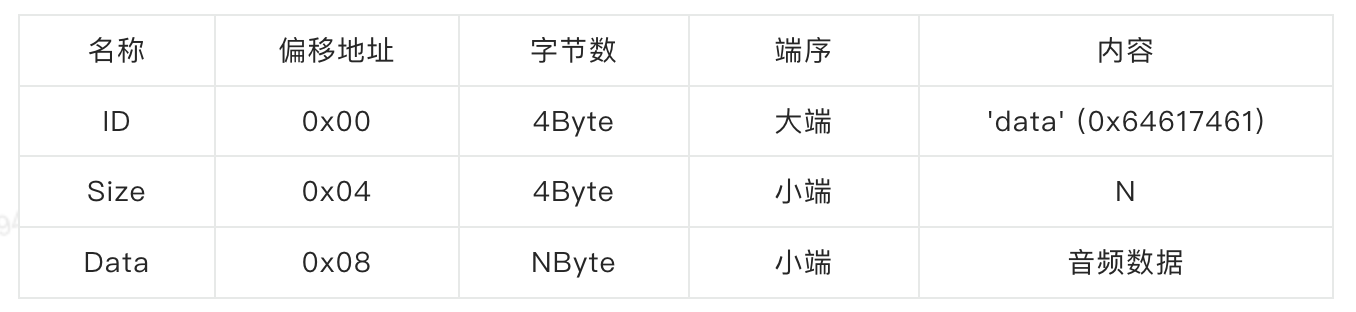 名称 偏移地址 字节数 端序 内容
ID 0x00 4Byte 大端 'data' (0x64617461)
Size 0x04 4Byte 小端 N
Data 0x08 NByte 小端 音频数据